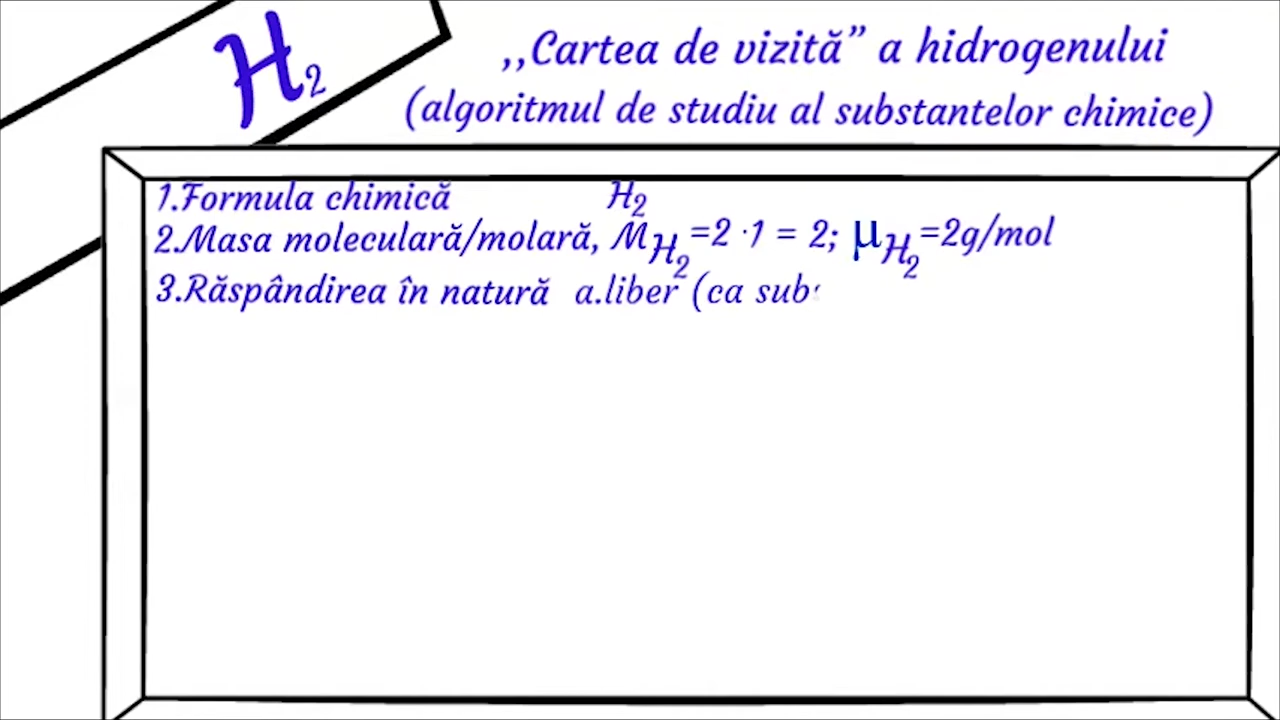 H2
,,Cartea de vizită” a hidrogenului
(algoritmul de studiu al substantelor chimice)
1.Formula chimică H2
2.Masa moleculară/molară, MH2=2 ·1 = 2; μH2=2g/mol
3.Răspândirea în natură a.liber (ca sub